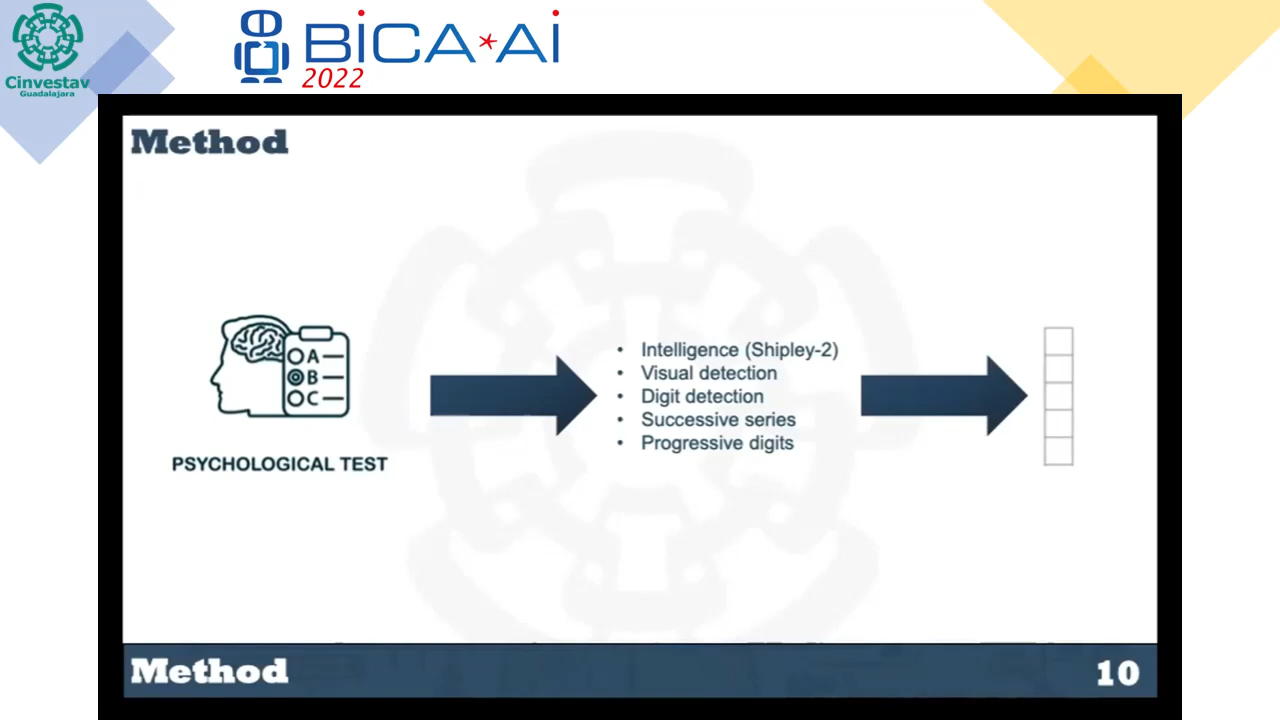 Cinvestav
Guadalajara
BiCA*Ai
2022
Method
A
B
C
PSYCHOLOGICAL TEST
• Intelligence (Shipley-2)
• Visual detection
• Digit detection
• Successive series
• Progressive digits
Method
10